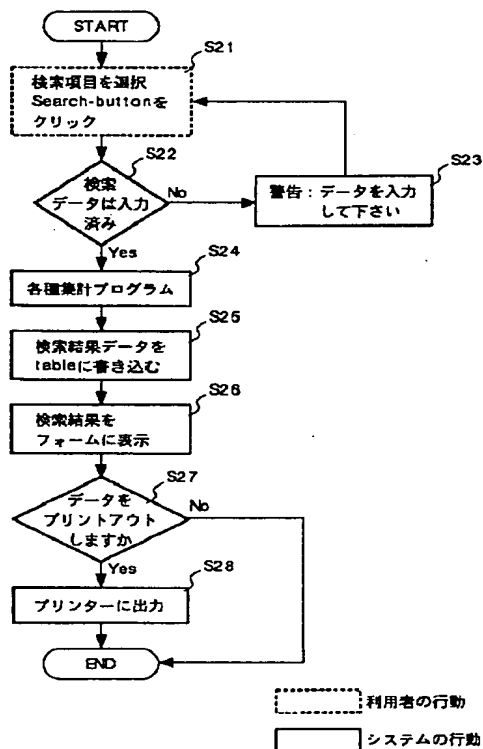 START
S21
検索項目を選択
Search-buttonを
クリック
S22
検索
データは入力
済み
No
S23
警告：データを入力
して下さい
Yes
S24
各種集計プログラム
S25
検索結果データを
tableに書き込む
S26
検索結果を
フォームに表示
S27
データを
プリントアウト
しますか
No
Yes
S28
プリンターに出力
END
利用者の行動
システムの行動